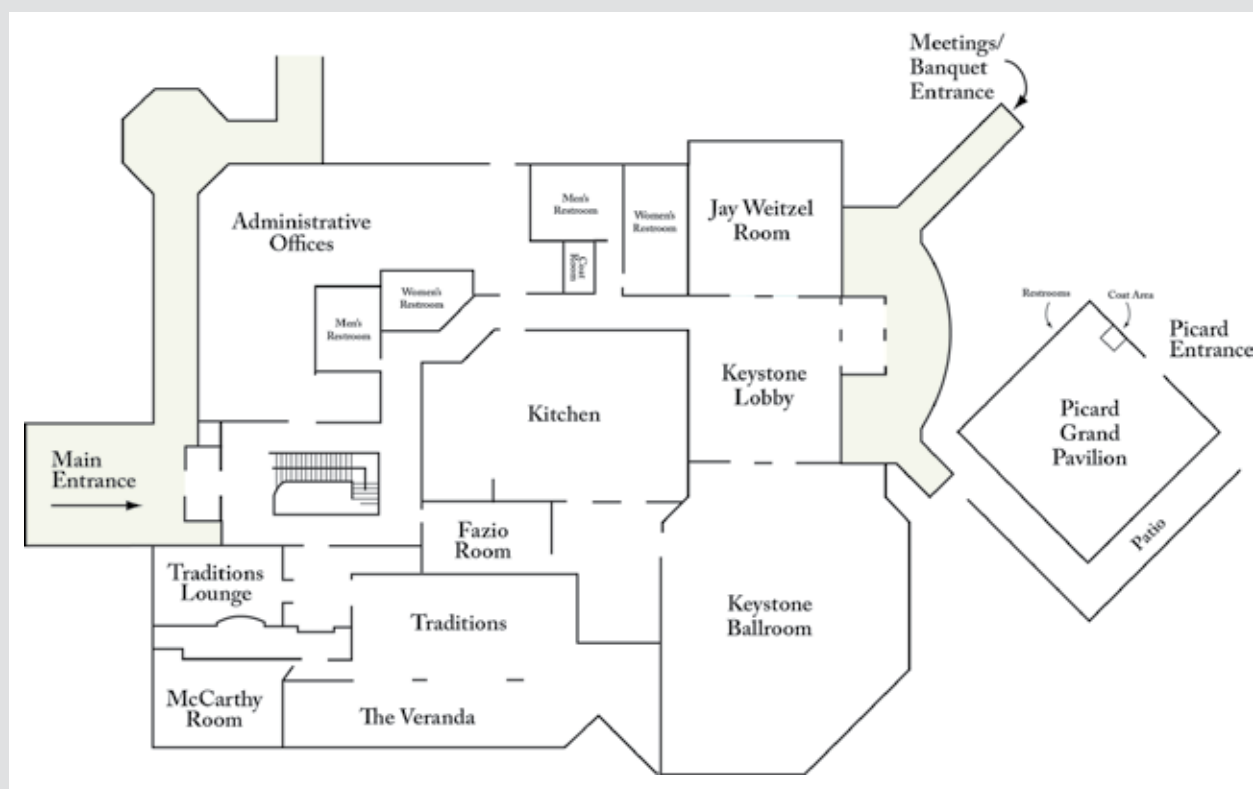 Meetings/
Banquet
Entrance
Administrative
Offices
Men's
Restroom
Women's
Restroom
Coat
Room
Jay Weitzel
Room
Women's
Restroom
Men's
Restroom
Restrooms
Coat Area
Picard
Entrance
Keystone
Lobby
Kitchen
Picard
Grand
Pavilion
Main
Entrance
Fazio
Room
Patio
Traditions
Lounge
Traditions
Keystone
Ballroom
McCarthy
Room
The Veranda